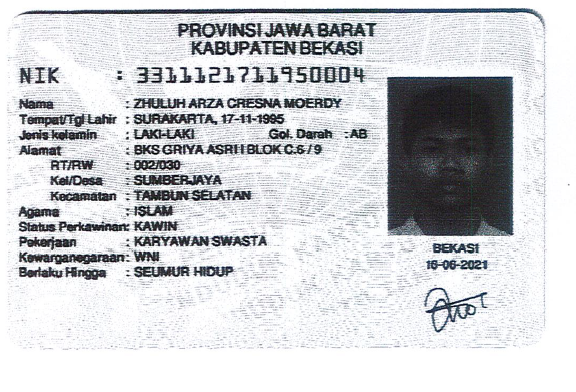 PROVINSI JAWA BARAT
KABUPATEN BEKASI
NIK : 3311121711950004
Nama : ZHULUH ARZA CRESNA MOERDY
Tempat/Tgl Lahir : SURAKARTA, 17-11-1995
Jenis kelamin : LAKI-LAKI Gol. Darah : AB
Alamat : BKS GRIYA ASRI I BLOK C.6 / 9
RT/RW : 002/030
Kel/Desa : SUMBERJAYA
Kecamatan : TAMBUN SELATAN
Agama : ISLAM
Status Perkawinan: KAWIN
Pekerjaan : KARYAWAN SWASTA
Kewarganegaraan: WNI
Berlaku Hingga : SEUMUR HIDUP
BEKASI
16-06-2021